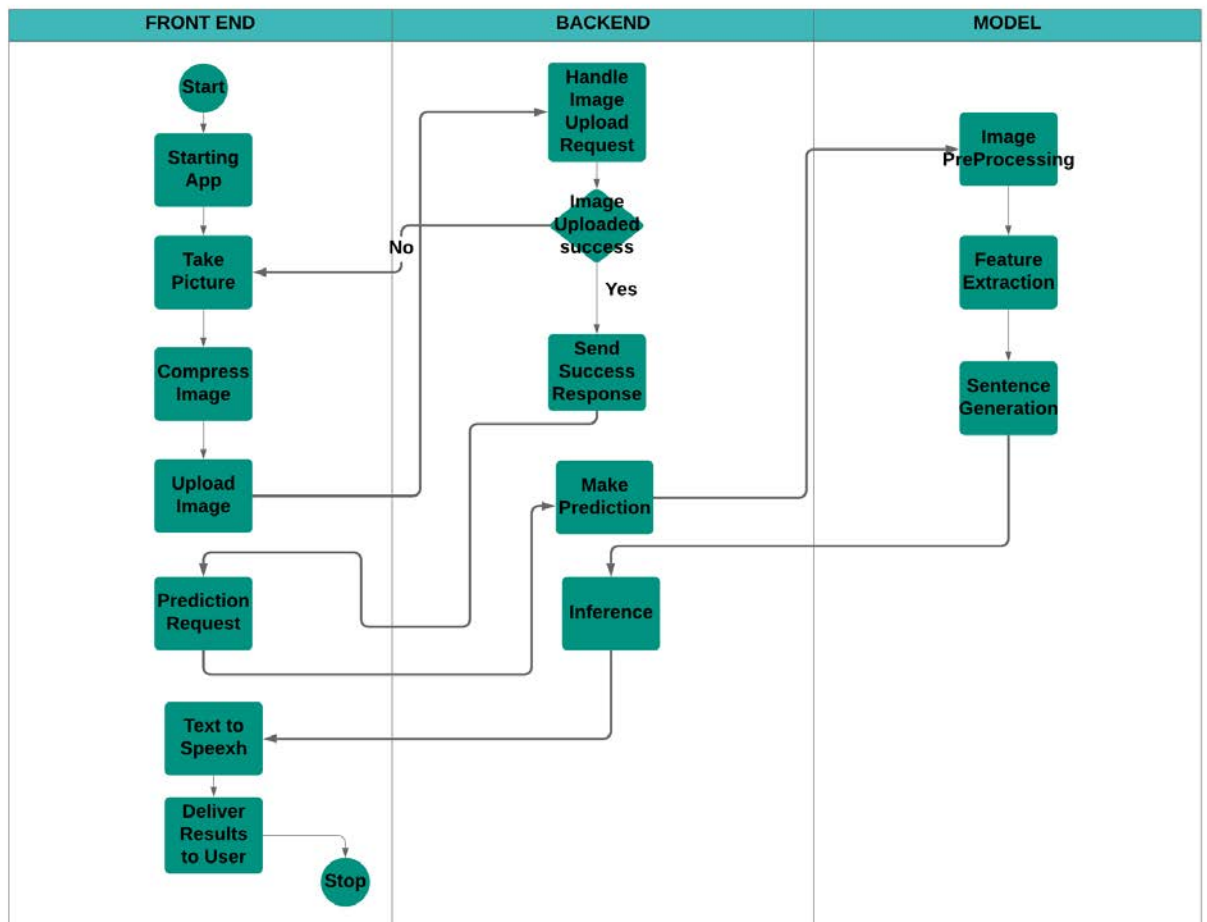 FRONT END
BACKEND
MODEL
Start
Starting
App
Take
Picture
Compress
Image
Upload
Image
Prediction
Request
Text to
Speexh
Deliver
Results
to User
Stop
Handle
Image
Upload
Request
Image
Uploaded
success
No
Yes
Send
Success
Response
Make
Prediction
Inference
Image
PreProcessing
Feature
Extraction
Sentence
Generation